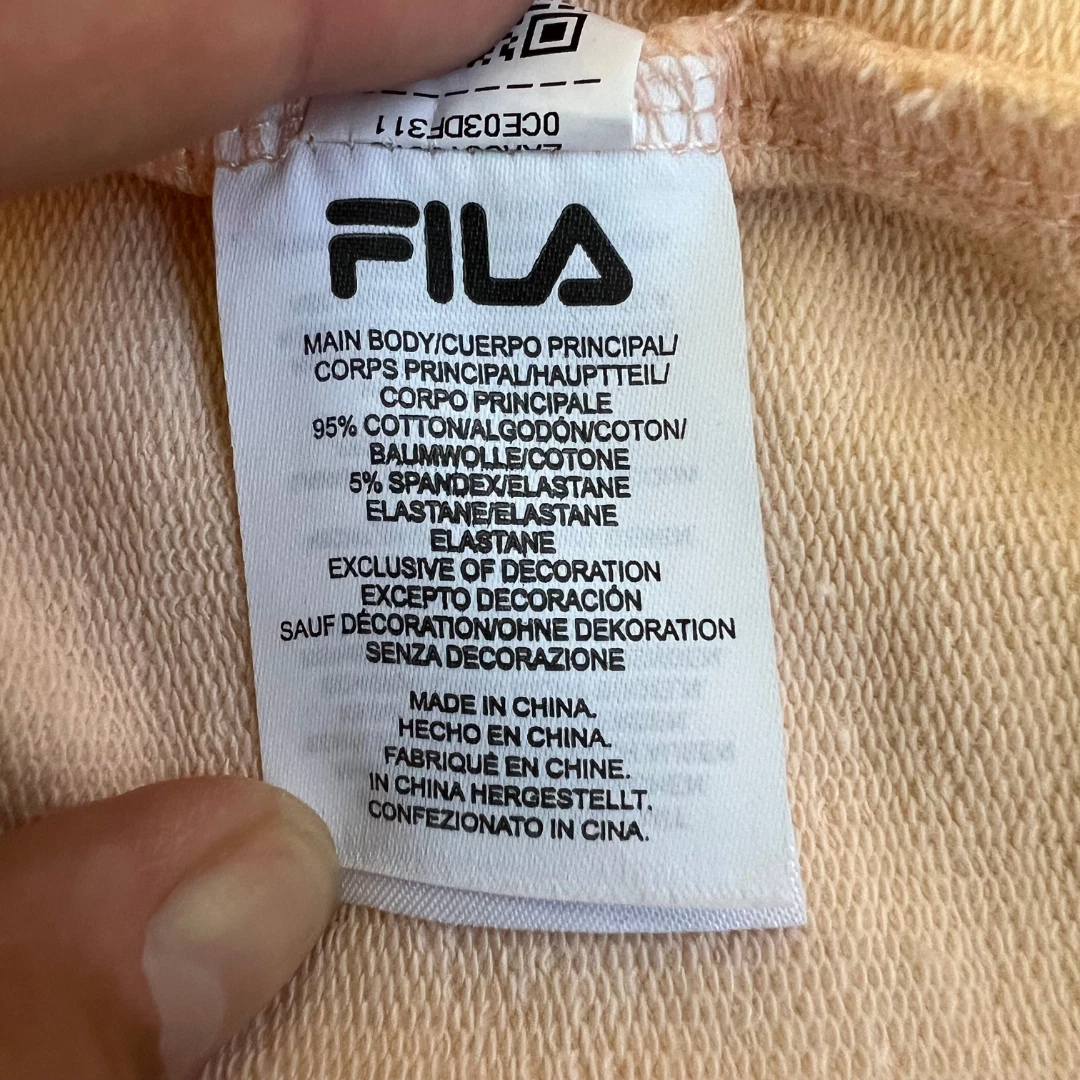 0CE03DF311
FILA
MAIN BODY/CUERPO PRINCIPAL/
CORPS PRINCIPAL/HAUPTTEIL/
CORPO PRINCIPALE
95% COTTON/ALGODÓN/COTON/
BAUMWOLLE/COTONE
5% SPANDEX/ELASTANE
ELASTANE/ELASTANE
ELASTANE
EXCLUSIVE OF DECORATION
EXCEPTO DECORACIÓN
SAUF DÉCORATION/OHNE DEKORATION
SENZA DECORAZIONE
MADE IN CHINA.
HECHO EN CHINA.
FABRIQUÉ EN CHINE.
IN CHINA HERGESTELLT.
CONFEZIONATO IN CINA.